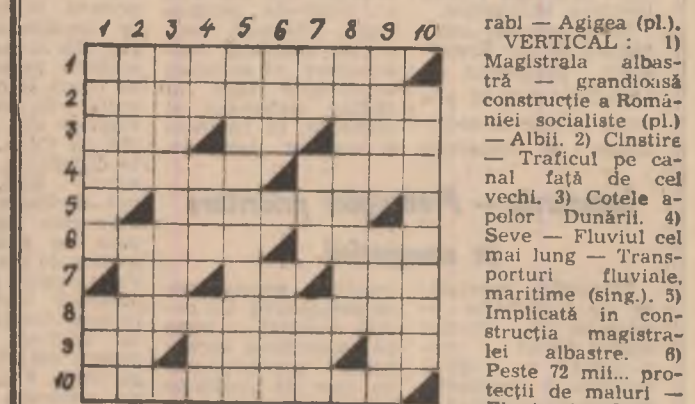 1 2 3 4 5 6 7 8 9 10
1
2
3
4
5
6
7
8
9
10
rabl — Agigea (pl.).
VERTICAL : 1)
Magistrala albas-
tră — grandioasă
construcție a Româ-
niei socialiste (pl.)
— Albii. 2) Cinstire
— Traficul pe ca-
nal față de cel
vechi. 3) Cotele a-
pelor Dunării. 4)
Seve — Fluviul cel
mai lung — Trans-
porturi fluviale,
maritime (sing.). 5)
Implicată in con-
strucția magistra-
lei albastre. 6)
Peste 72 mii... pro-
tecții de maluri —